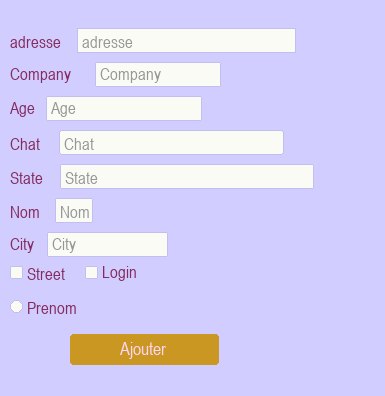 adresse adresse
Company Company
Age Age
Chat Chat
State State
Nom Nom
City City
Street Login
Prenom
Ajouter